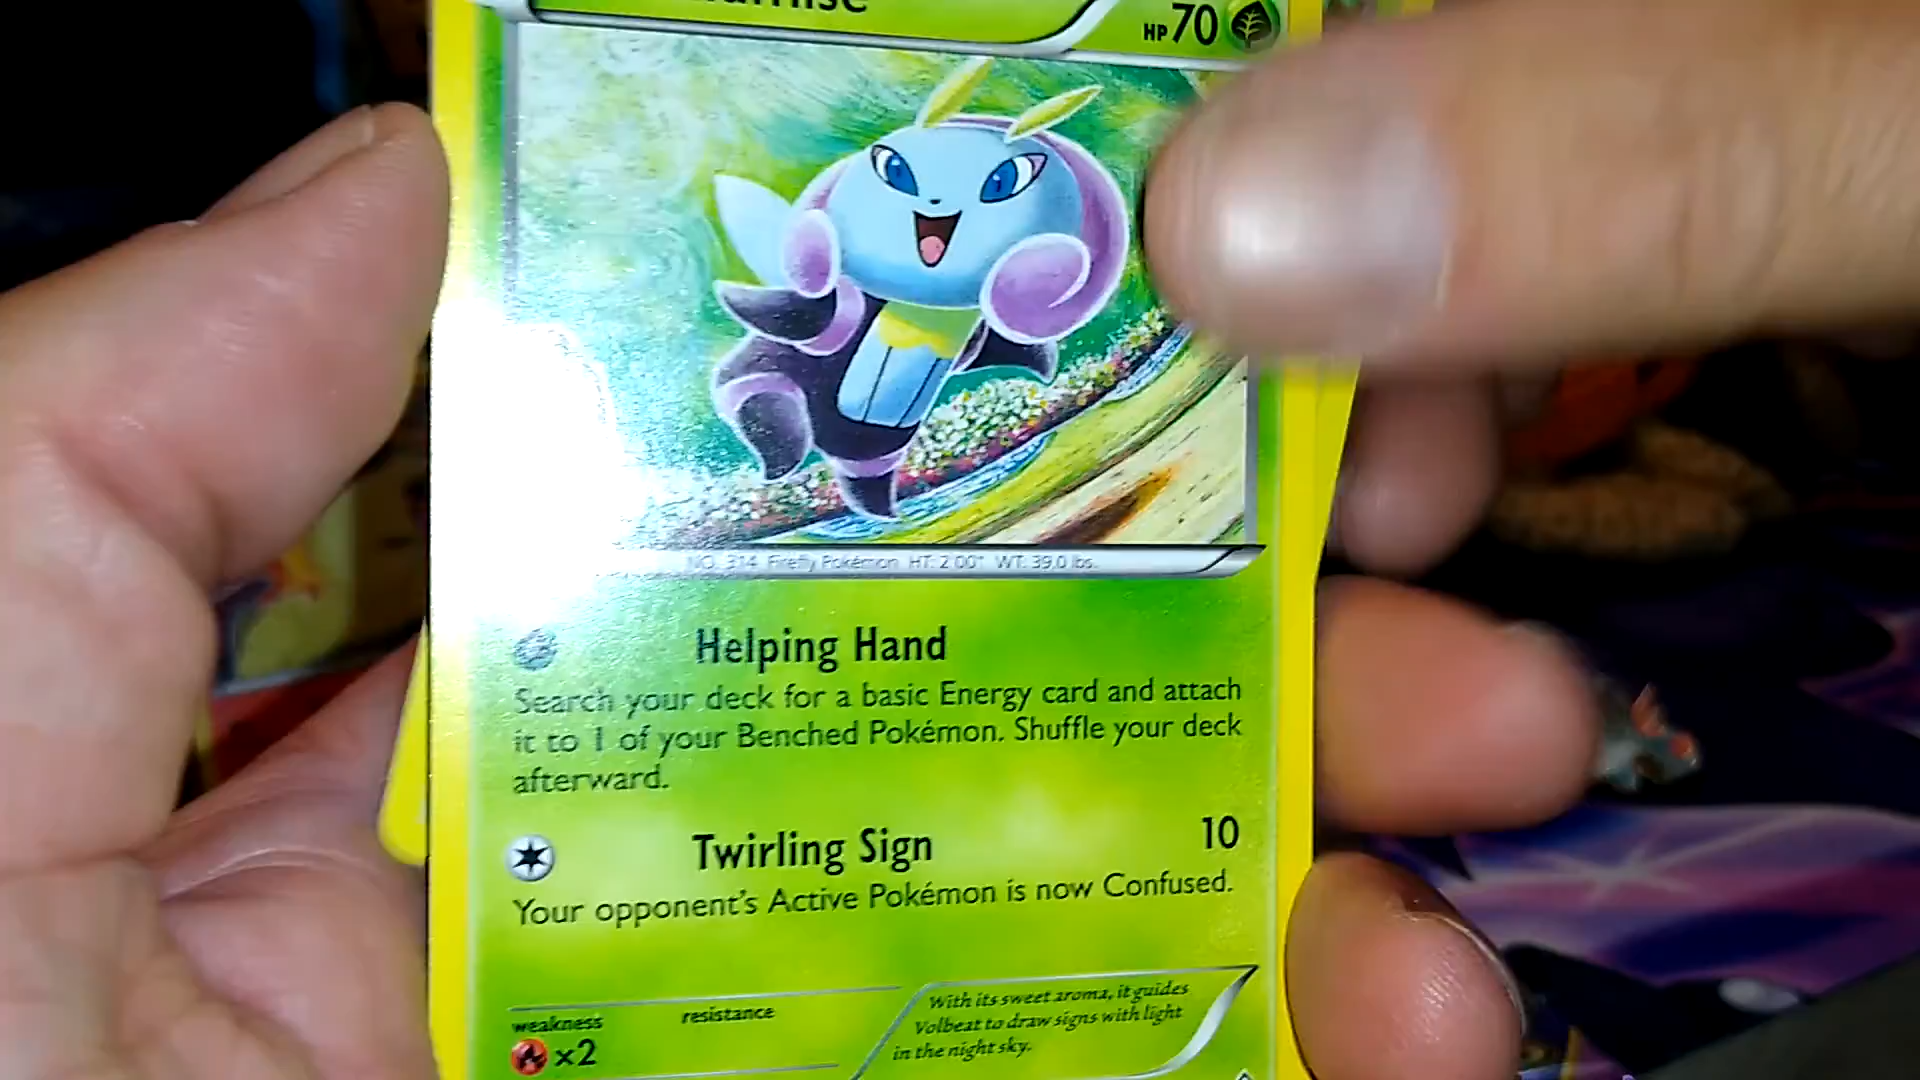 HP 70
NO. 314 Firefly Pokémon HT: 2'00" WT: 39.0 lbs.
Helping Hand
Search your deck for a basic Energy card and attach
it to 1 of your Benched Pokémon. Shuffle your deck
afterward.
Twirling Sign 10
Your opponent's Active Pokémon is now Confused.
weakness resistance
x2
With its sweet aroma, it guides
Volbeat to draw signs with light
in the night sky.